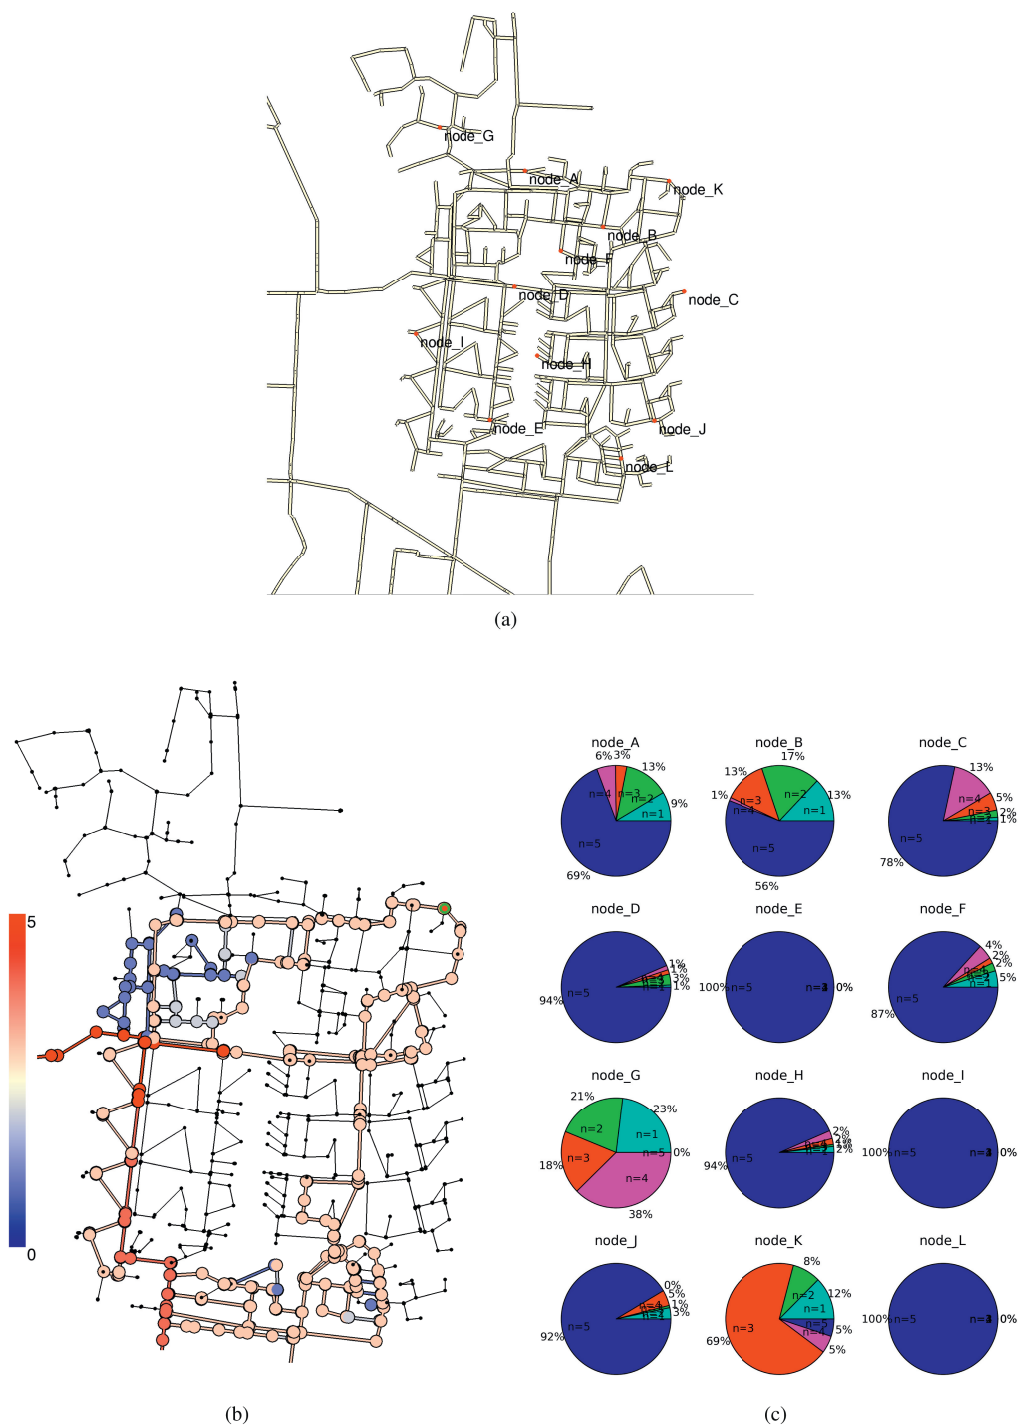 node_G
node_A
node_K
node_B
node_F
node_D
node_C
node_I
node_H
node_E
node_J
node_L
(a)
5
0
(b)
node_A
6% 3%
13%
9%
n=4 n=3
n=2
n=1
n=5
69%
node_B
17%
13%
13%
1%
n=3 n=2
n=4 n=1
n=5
56%
node_C
13%
5%
2%
1%
n=4
n=3
n=5
78%
node_D
1%
1%
3%
1%
n=5
n=1
94%
node_E
100% n=5 0%
node_F
4%
2%
2%
5%
n=1
n=5
87%
node_G
21%
23%
n=2 n=1
n=5 0%
n=3
18%
n=4
38%
node_H
2%
2%
n=5
94%
node_I
100% n=5 0%
node_J
0%
5%
1%
3%
n=5
n=1
92%
node_K
8%
12%
n=2
n=1
n=5
5%
n=3
n=4
5%
69%
node_L
100% n=5 0%
(c)